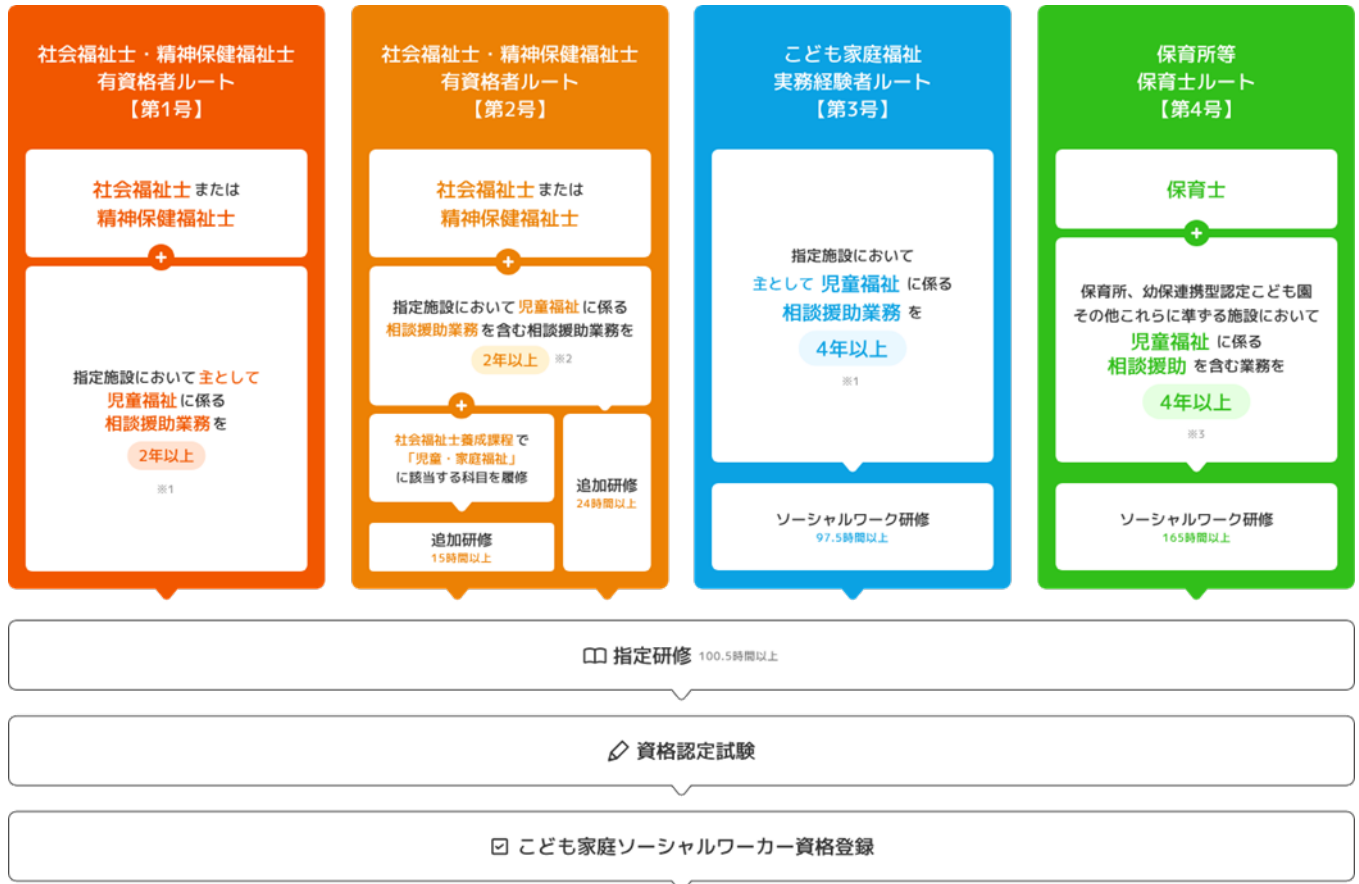 社会福祉士・精神保健福祉士
有資格者ルート
【第1号】
社会福祉士または
精神保健福祉士
+
指定施設において主として
児童福祉に係る
相談援助業務を
2年以上
※1
社会福祉士・精神保健福祉士
有資格者ルート
【第2号】
社会福祉士または
精神保健福祉士
+
指定施設において児童福祉に係る
相談援助業務を含む相談援助業務を
2年以上 ※2
+
社会福祉士養成課程で
「児童・家庭福祉」
に該当する科目を履修
追加研修
15時間以上
追加研修
24時間以上
こども家庭福祉
実務経験者ルート
【第3号】
指定施設において
主として 児童福祉 に係る
相談援助業務 を
4年以上
※1
ソーシャルワーク研修
97.5時間以上
保育所等
保育士ルート
【第4号】
保育士
+
保育所、幼保連携型認定こども園
その他これらに準ずる施設において
児童福祉 に係る
相談援助 を含む業務を
4年以上
※3
ソーシャルワーク研修
165時間以上
指定研修 100.5時間以上
資格認定試験
こども家庭ソーシャルワーカー資格登録